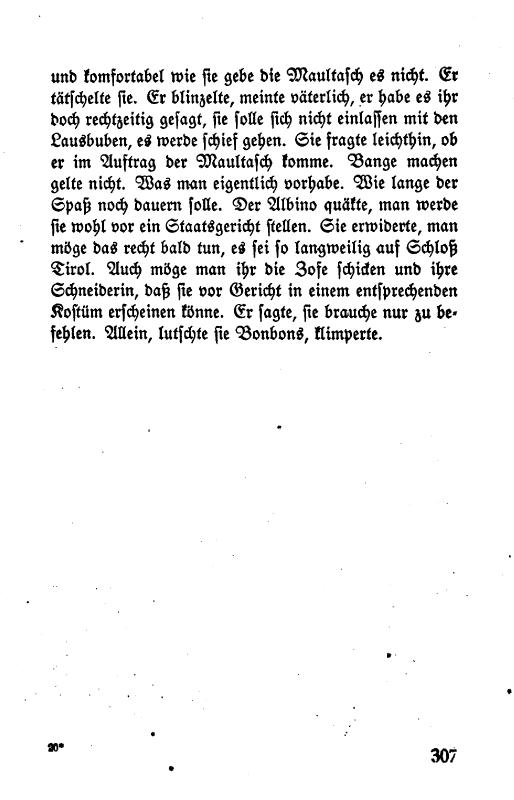 und komfortabel wie sie gebe die Maultasch es nicht. Er
tätschelte sie. Er blinzelte, meinte väterlich, er habe es ihr
doch rechtzeitig gesagt, sie solle sich nicht einlassen mit den
Lausbuben, es werde schief gehen. Sie fragte leichthin, ob
er im Auftrag der Maultasch komme. Bange machen
gelte nicht. Was man eigentlich vorhabe. Wie lange der
Spaß noch dauern solle. Der Albino quäkte, man werde
sie wohl vor ein Staatsgericht stellen. Sie erwiderte, man
möge das recht bald tun, es sei so langweilig auf Schloß
Tirol. Auch möge man ihr die Zofe schicken und ihre
Schneiderin, daß sie vor Gericht in einem entsprechenden
Kostüm erscheinen könne. Er sagte, sie brauche nur zu be-
fehlen. Allein, lutschte sie Bonbons, klimperte.
20*
307